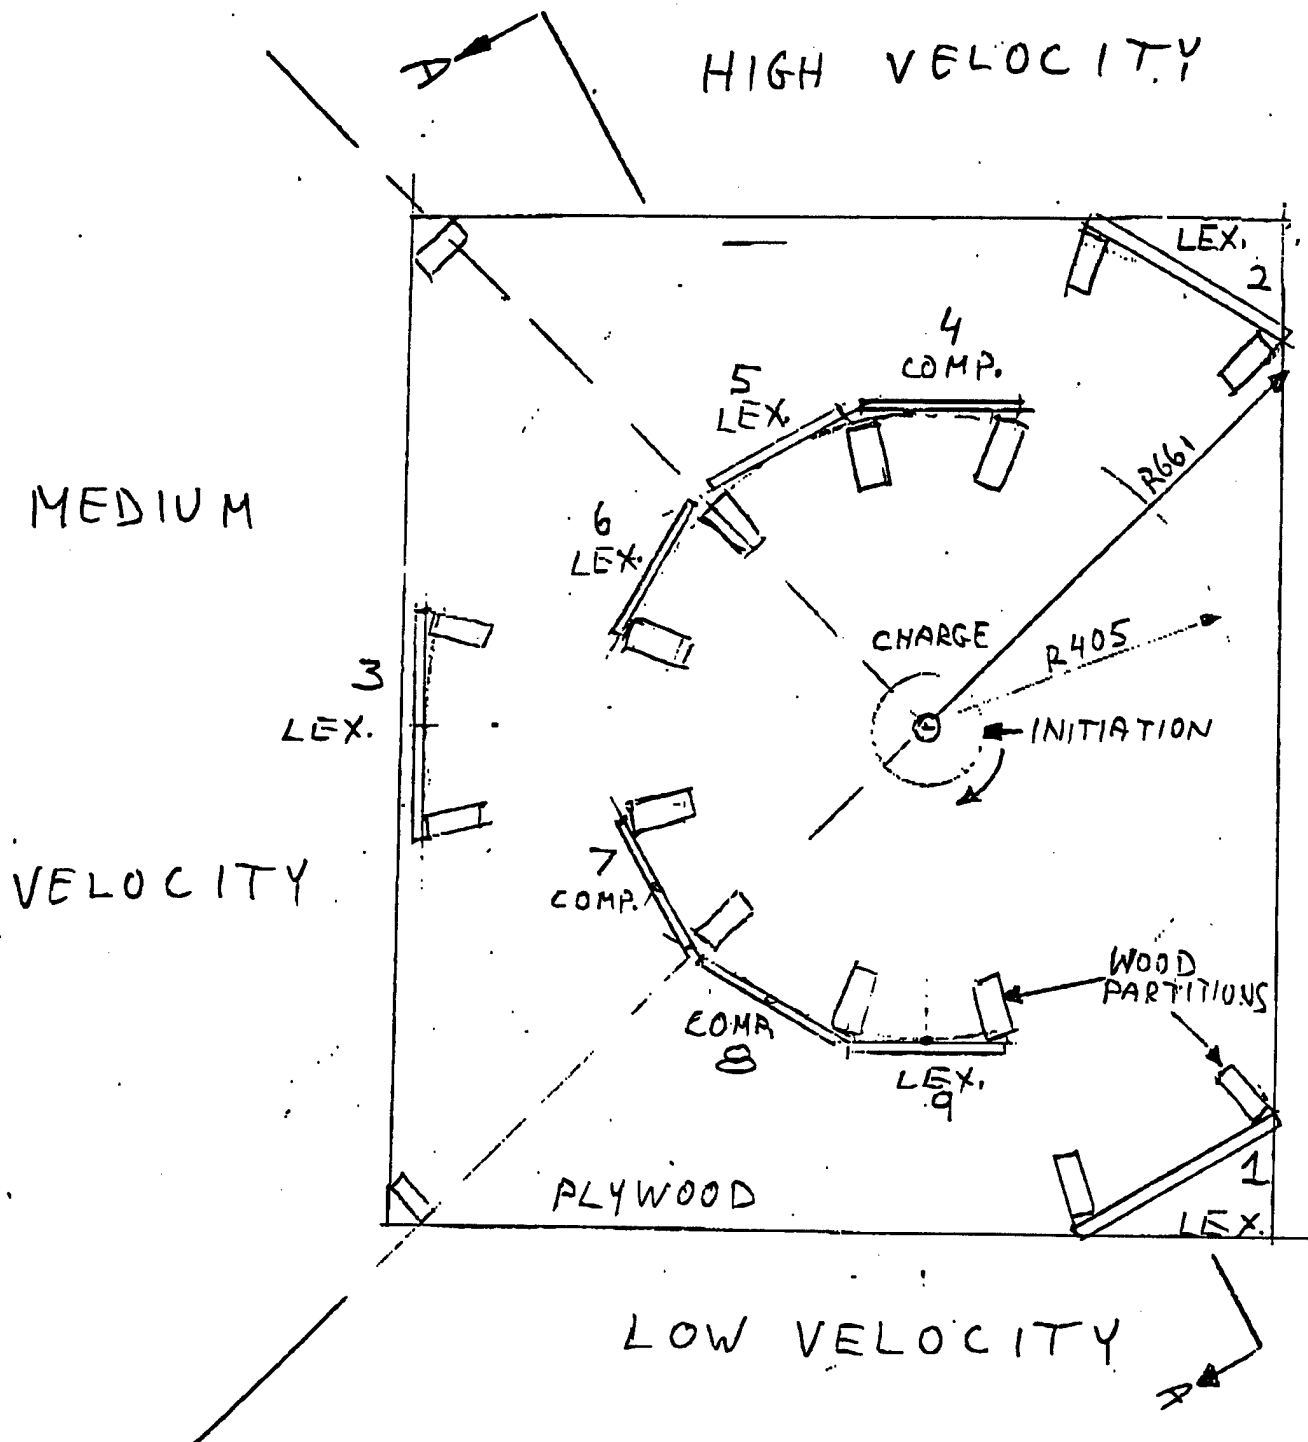 A
HIGH VELOCITY
LEX.
2
4
COMP.
5
LEX.
R661
MEDIUM
6
LEX.
CHARGE
R405
3
LEX.
INITIATION
7
COMP.
VELOCITY
WOOD
PARTITIONS
COMP.
8
LEX.
9
PLYWOOD
1
LEX.
LOW VELOCITY
A